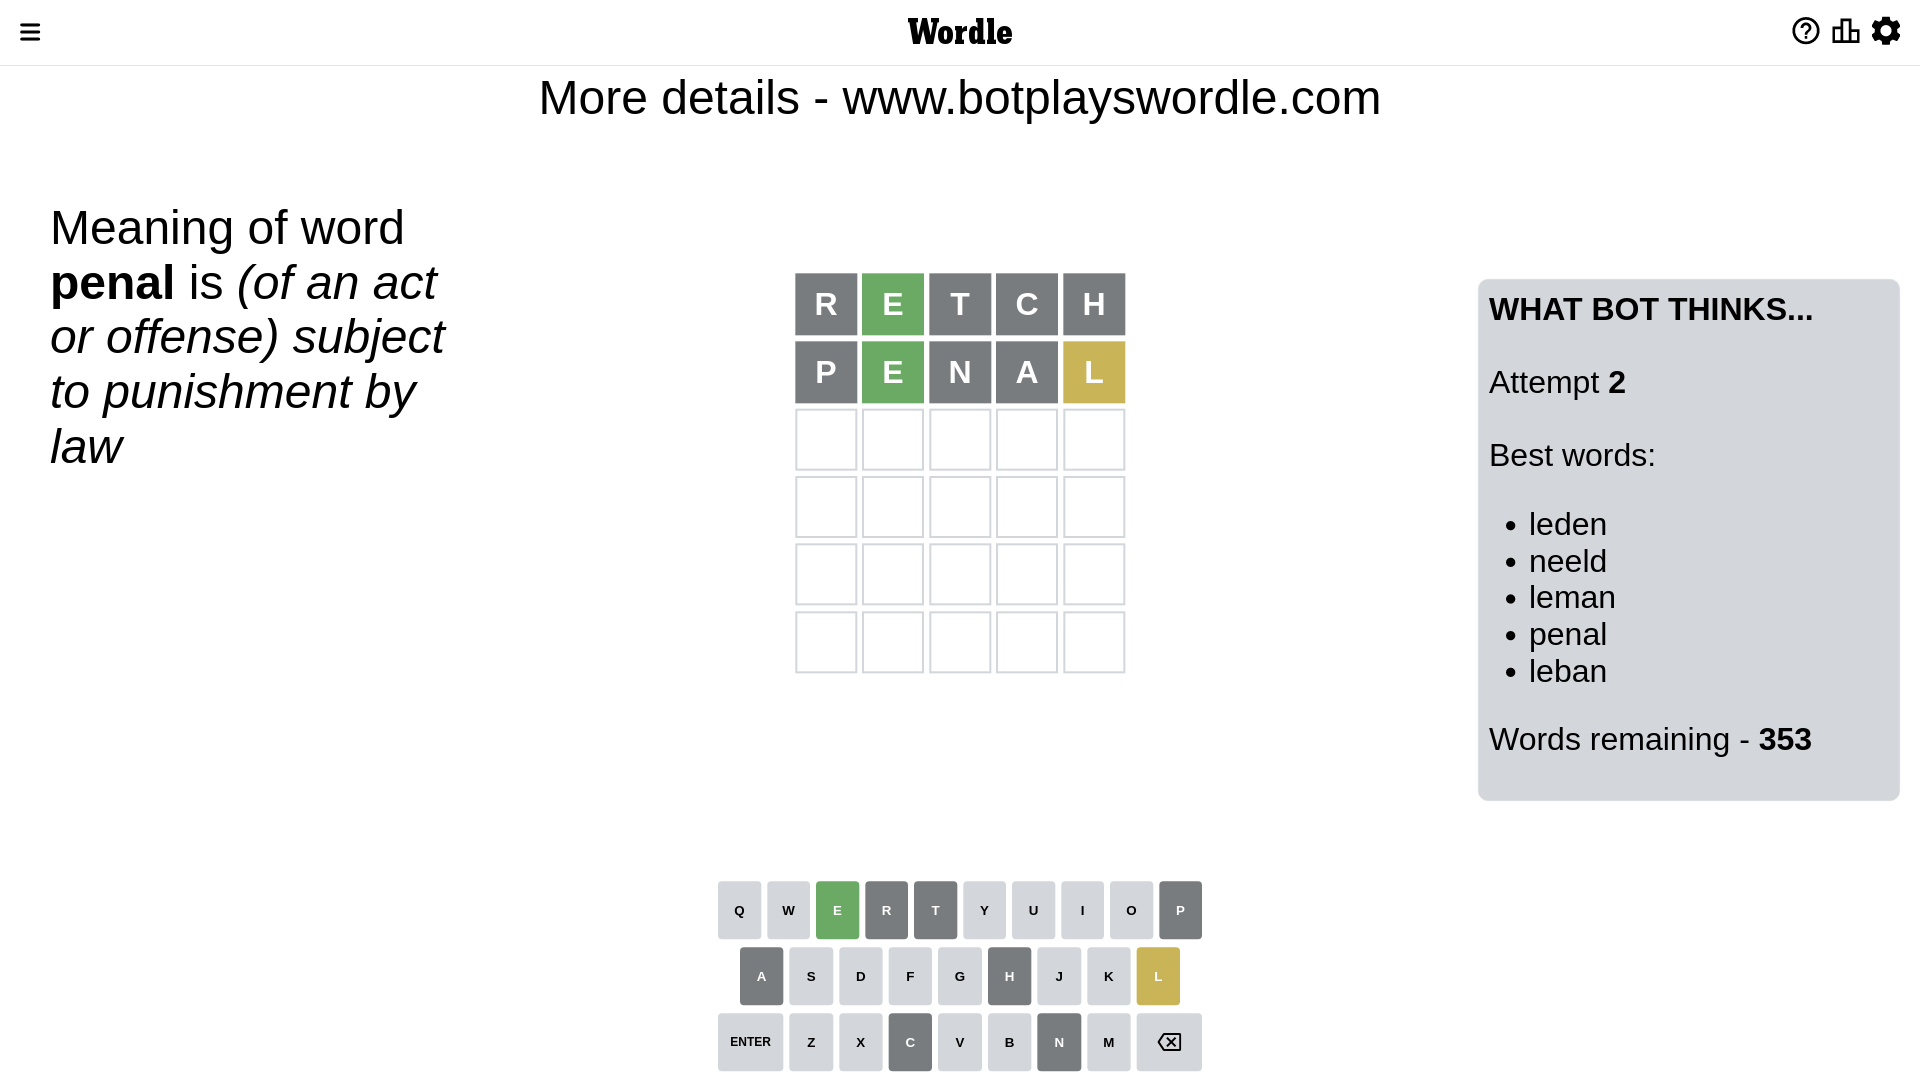 Wordle
More details - www.botplayswordle.com
Meaning of word
penal is (of an act
or offense) subject
to punishment by
law
R E T C H
P E N A L
WHAT BOT THINKS...
Attempt 2
Best words:
• leden
• neeld
• leman
• penal
• leban
Words remaining - 353
Q W E R T Y U I O P
A S D F G H J K L
ENTER Z X C V B N M